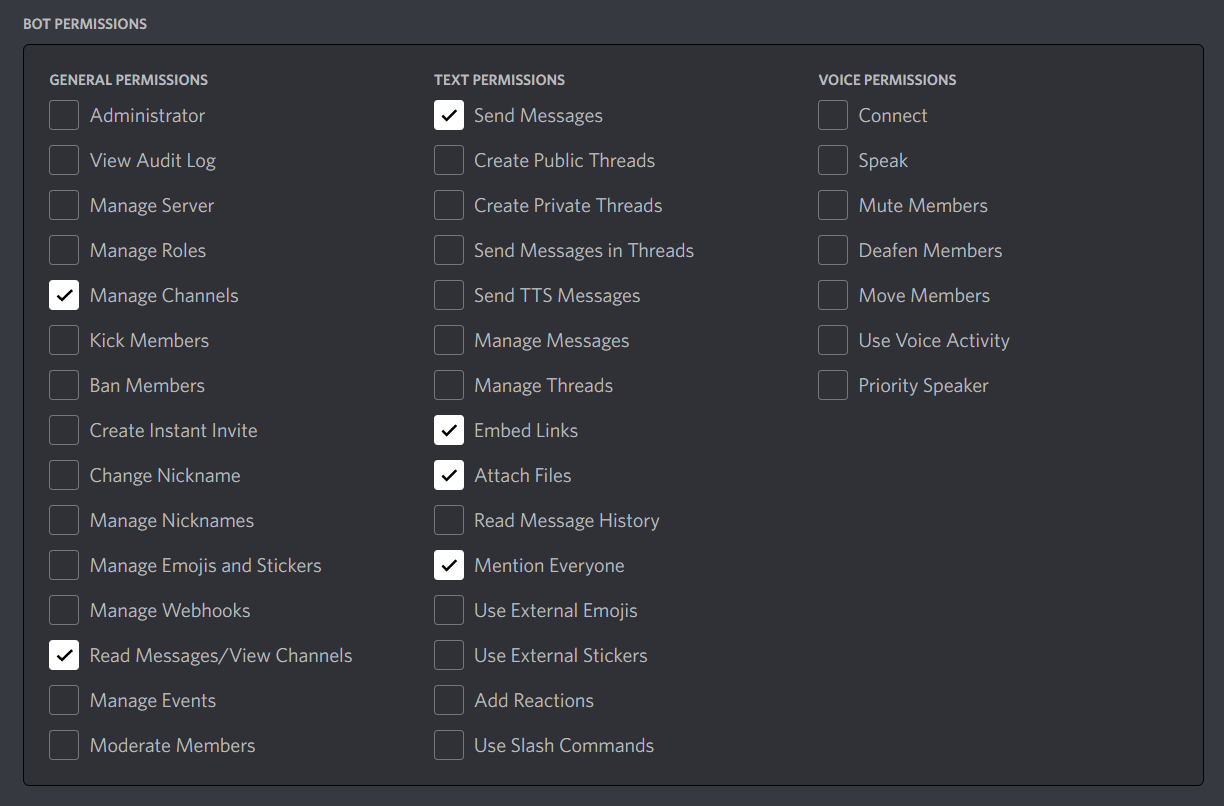 BOT PERMISSIONS
GENERAL PERMISSIONS
Administrator
View Audit Log
Manage Server
Manage Roles
Manage Channels
Kick Members
Ban Members
Create Instant Invite
Change Nickname
Manage Nicknames
Manage Emojis and Stickers
Manage Webhooks
Read Messages/View Channels
Manage Events
Moderate Members
TEXT PERMISSIONS
Send Messages
Create Public Threads
Create Private Threads
Send Messages in Threads
Send TTS Messages
Manage Messages
Manage Threads
Embed Links
Attach Files
Read Message History
Mention Everyone
Use External Emojis
Use External Stickers
Add Reactions
Use Slash Commands
VOICE PERMISSIONS
Connect
Speak
Mute Members
Deafen Members
Move Members
Use Voice Activity
Priority Speaker